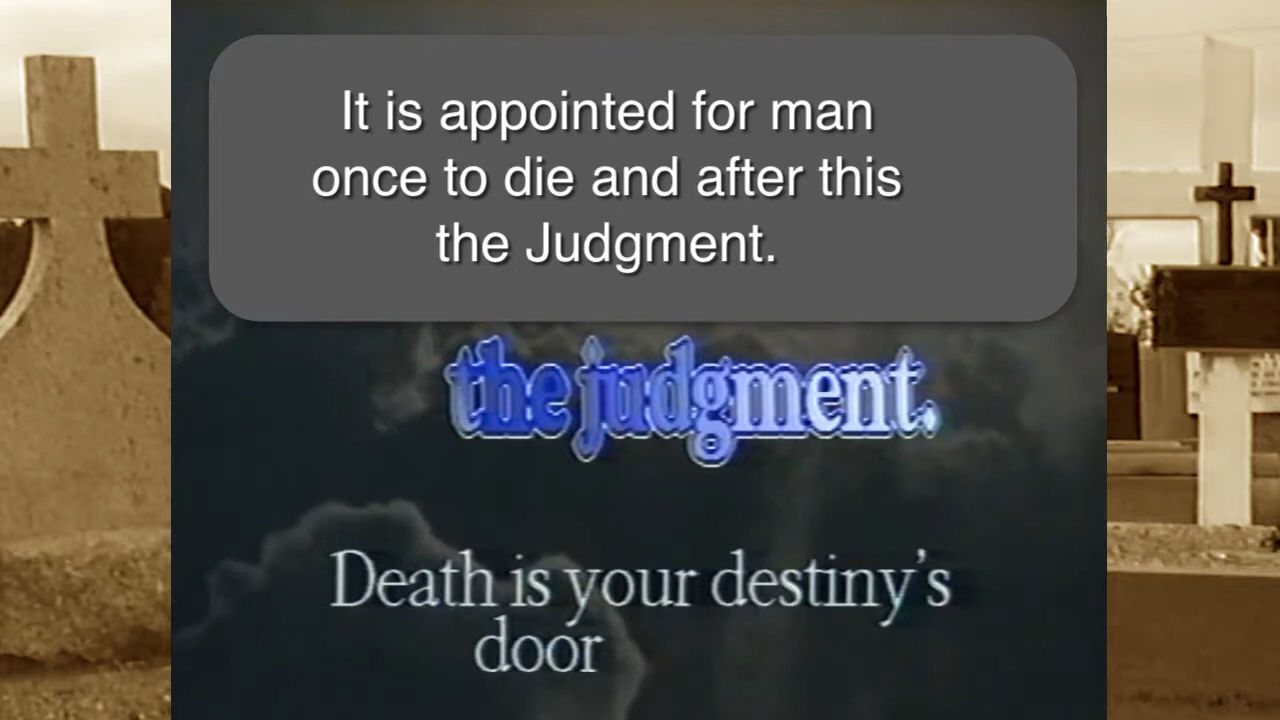 It is appointed for man
once to die and after this
the Judgment.
the judgment.
Death is your destiny's
door